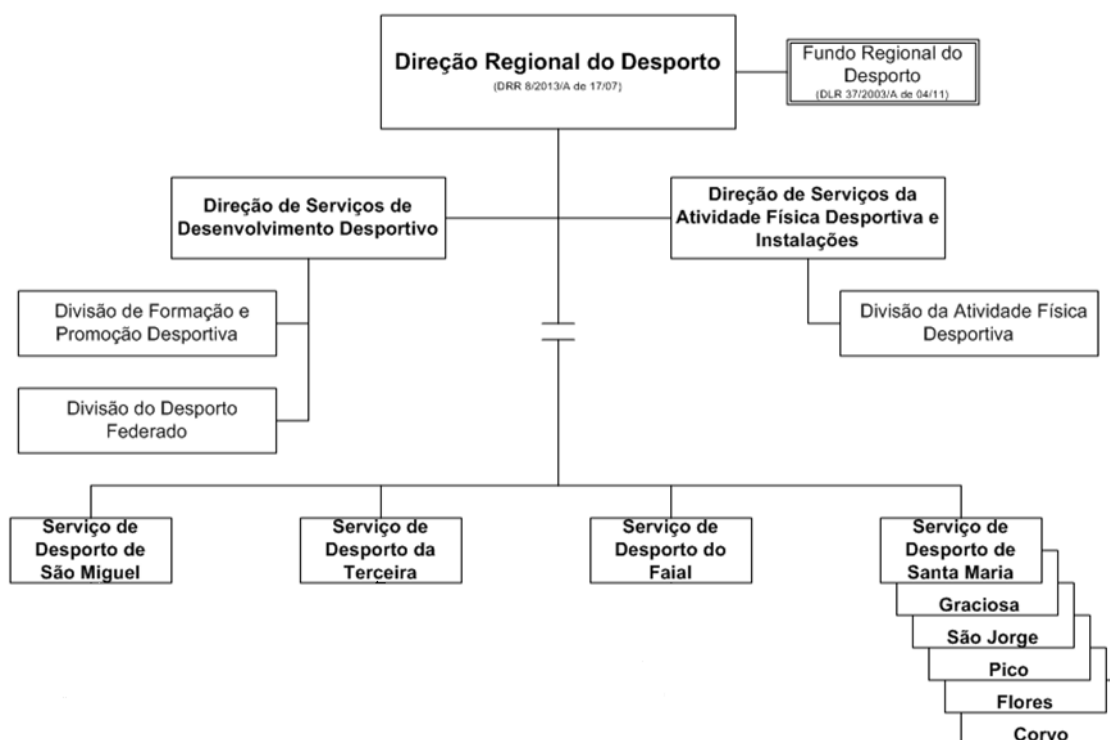 Direção Regional do Desporto
(DRR 8/2013/A de 17/07)
Fundo Regional do
Desporto
(DLR 37/2003/A de 04/11)
Direção de Serviços de
Desenvolvimento Desportivo
Direção de Serviços da
Atividade Física Desportiva e
Instalações
Divisão de Formação e
Promoção Desportiva
Divisão da Atividade Física
Desportiva
Divisão do Desporto
Federado
Serviço de
Desporto de
São Miguel
Serviço de
Desporto da
Terceira
Serviço de
Desporto do
Faial
Serviço de
Desporto de
Santa Maria
Graciosa
São Jorge
Pico
Flores
Corvo